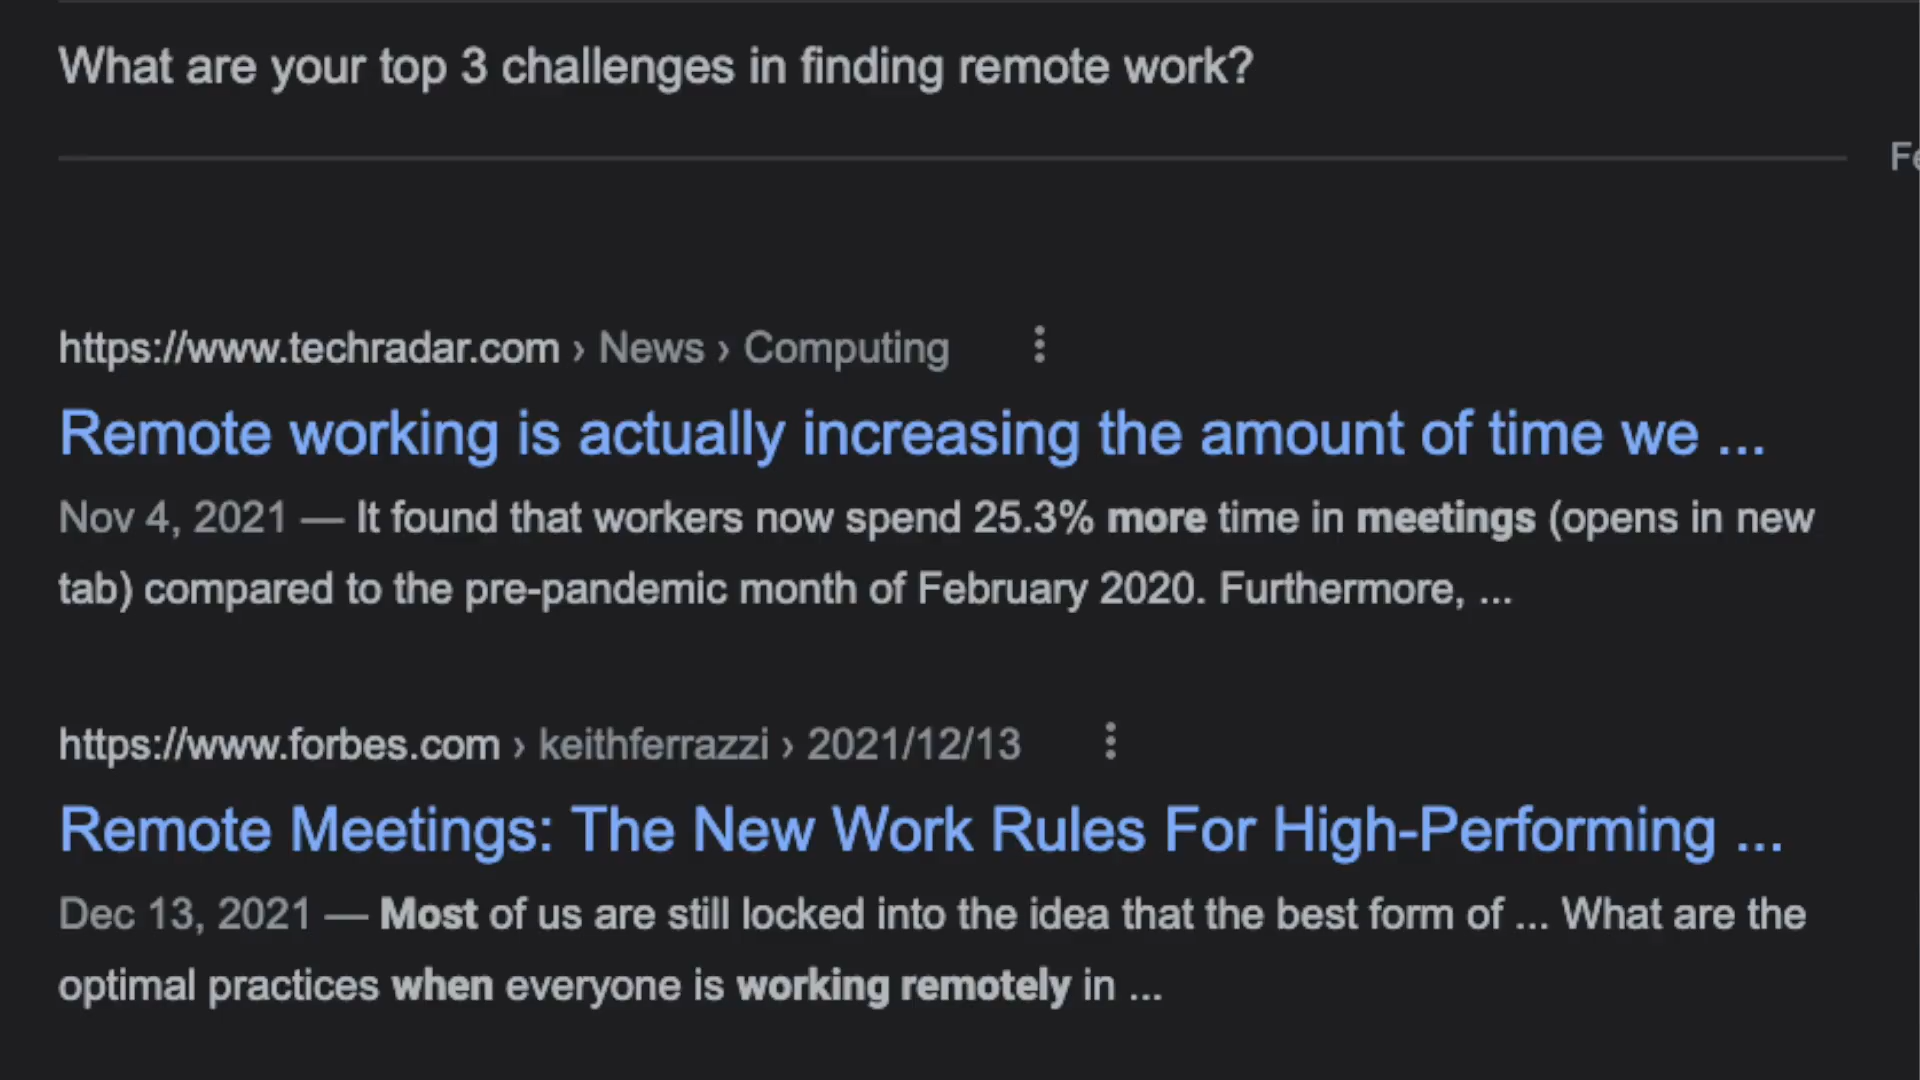 What are your top 3 challenges in finding remote work?
https://www.techradar.com › News › Computing
Remote working is actually increasing the amount of time we ...
Nov 4, 2021 — It found that workers now spend 25.3% more time in meetings (opens in new
tab) compared to the pre-pandemic month of February 2020. Furthermore, ...
https://www.forbes.com › keithferrazzi › 2021/12/13
Remote Meetings: The New Work Rules For High-Performing ...
Dec 13, 2021 — Most of us are still locked into the idea that the best form of ... What are the
optimal practices when everyone is working remotely in ...